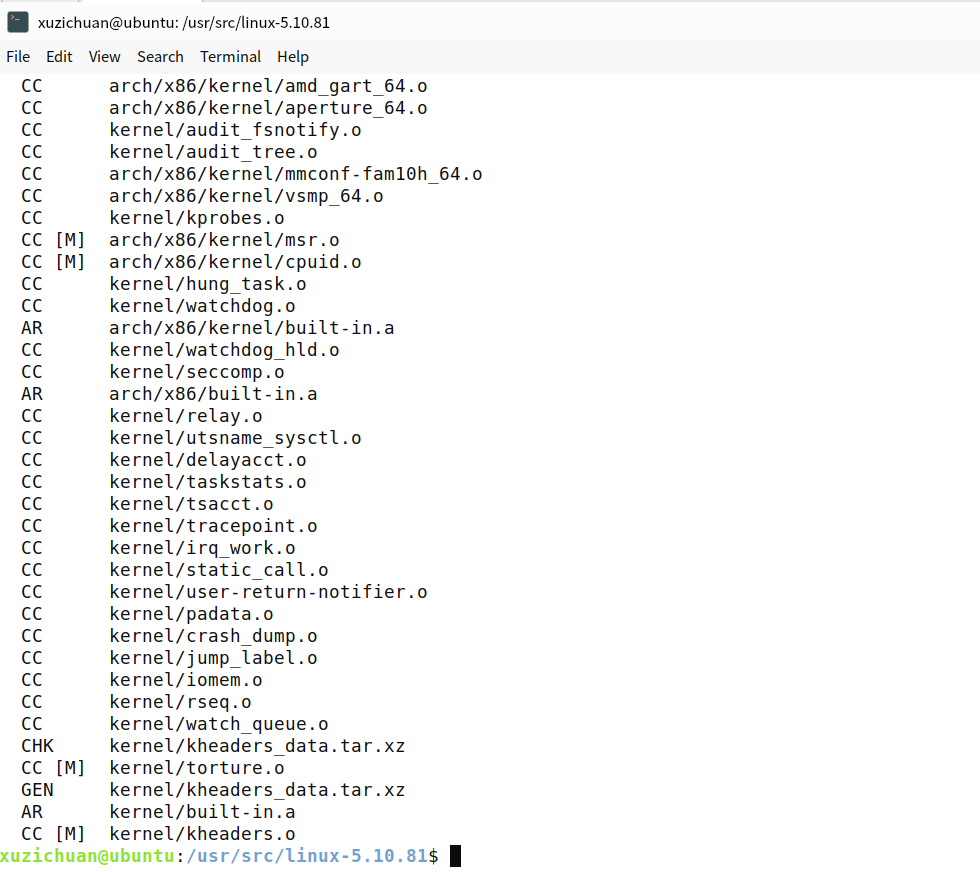 xuzichuan@ubuntu: /usr/src/linux-5.10.81
File Edit View Search Terminal Help
CC arch/x86/kernel/amd_gart_64.o
CC arch/x86/kernel/aperture_64.o
CC kernel/audit_fsnotify.o
CC kernel/audit_tree.o
CC arch/x86/kernel/mmconf-fam10h_64.o
CC arch/x86/kernel/vsmp_64.o
CC kernel/kprobes.o
CC [M] arch/x86/kernel/msr.o
CC [M] arch/x86/kernel/cpuid.o
CC kernel/hung_task.o
CC kernel/watchdog.o
AR arch/x86/kernel/built-in.a
CC kernel/watchdog_hld.o
CC kernel/seccomp.o
AR arch/x86/built-in.a
CC kernel/relay.o
CC kernel/utsname_sysctl.o
CC kernel/delayacct.o
CC kernel/taskstats.o
CC kernel/tsacct.o
CC kernel/tracepoint.o
CC kernel/irq_work.o
CC kernel/static_call.o
CC kernel/user-return-notifier.o
CC kernel/padata.o
CC kernel/crash_dump.o
CC kernel/jump_label.o
CC kernel/iomem.o
CC kernel/rseq.o
CC kernel/watch_queue.o
CHK kernel/kheaders_data.tar.xz
CC [M] kernel/torture.o
GEN kernel/kheaders_data.tar.xz
AR kernel/built-in.a
CC [M] kernel/kheaders.o
xuzichuan@ubuntu:/usr/src/linux-5.10.81$